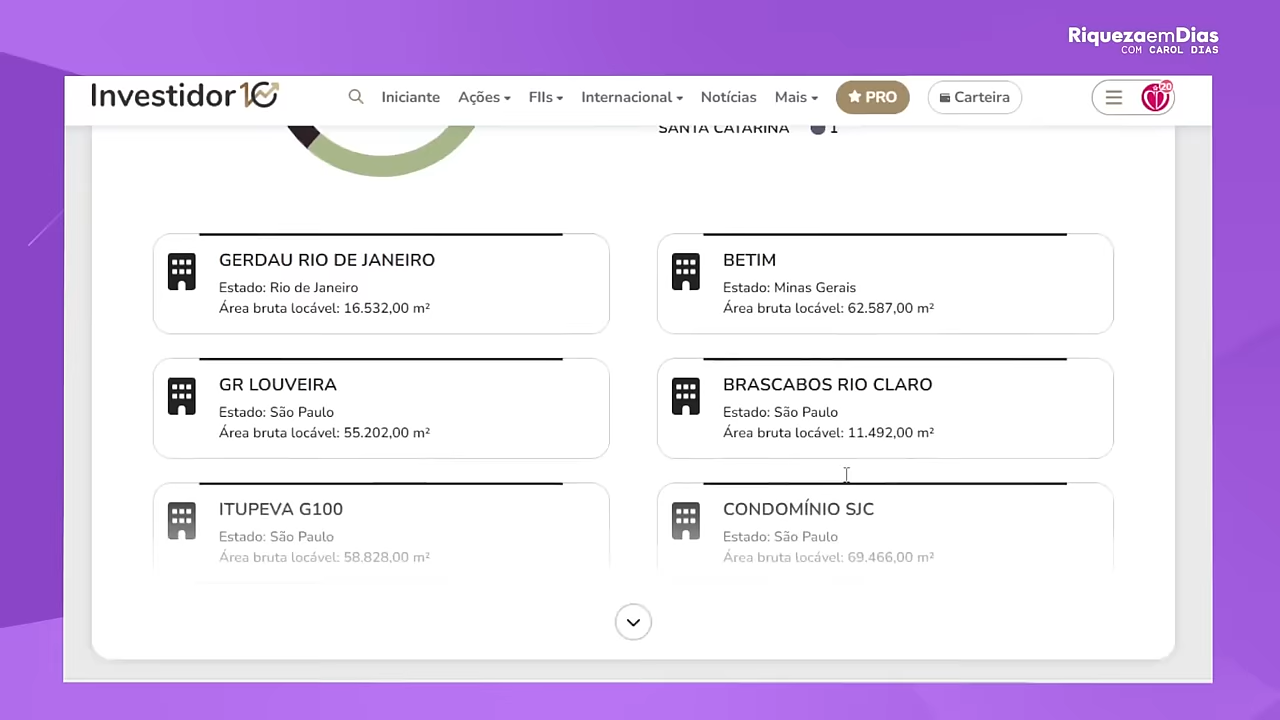 RiquezaemDias
COM CAROL DIAS
Investidor10
Iniciante
Ações
FIIs
Internacional
Notícias
Mais
PRO
Carteira
20
SANTA CATARINA 1
GERDAU RIO DE JANEIRO
Estado: Rio de Janeiro
Área bruta locável: 16.532,00 m²
BETIM
Estado: Minas Gerais
Área bruta locável: 62.587,00 m²
GR LOUVEIRA
Estado: São Paulo
Área bruta locável: 55.202,00 m²
BRASCABOS RIO CLARO
Estado: São Paulo
Área bruta locável: 11.492,00 m²
ITUPEVA G100
Estado: São Paulo
Área bruta locável: 58.828,00 m²
CONDOMÍNIO SJC
Estado: São Paulo
Área bruta locável: 69.466,00 m²